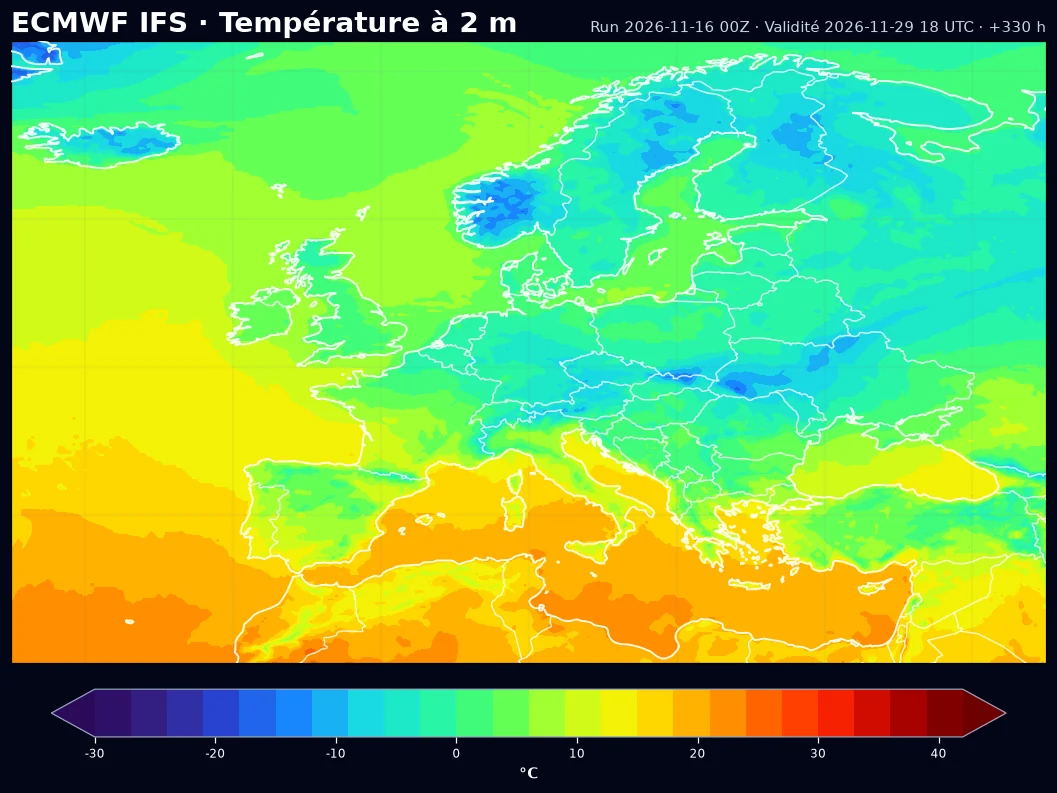 ECMWF IFS · Température à 2 m
Run 2026-11-16 00Z · Validité 2026-11-29 18 UTC · +330 h
-30 -20 -10 0 10 20 30 40
°C